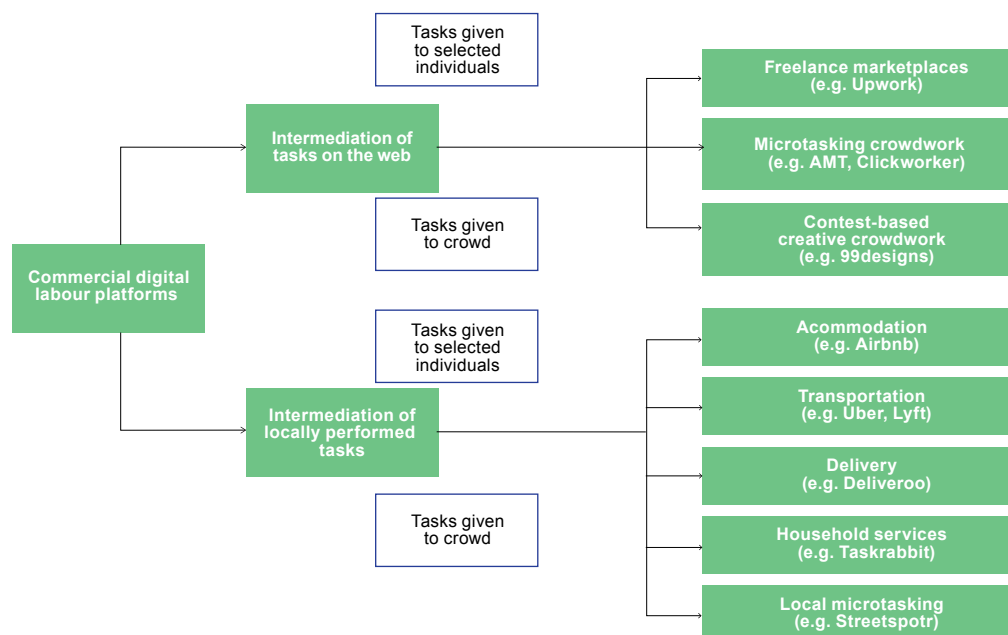 Tasks given
to selected
individuals
Freelance marketplaces
(e.g. Upwork)
Intermediation of
tasks on the web
Microtasking crowdwork
(e.g. AMT, Clickworker)
Tasks given
to crowd
Contest-based
creative crowdwork
(e.g. 99designs)
Commercial digital
labour platforms
Tasks given
to selected
individuals
Acommodation
(e.g. Airbnb)
Transportation
(e.g. Uber, Lyft)
Intermediation of
locally performed
tasks
Delivery
(e.g. Deliveroo)
Tasks given
to crowd
Household services
(e.g. Taskrabbit)
Local microtasking
(e.g. Streetspotr)